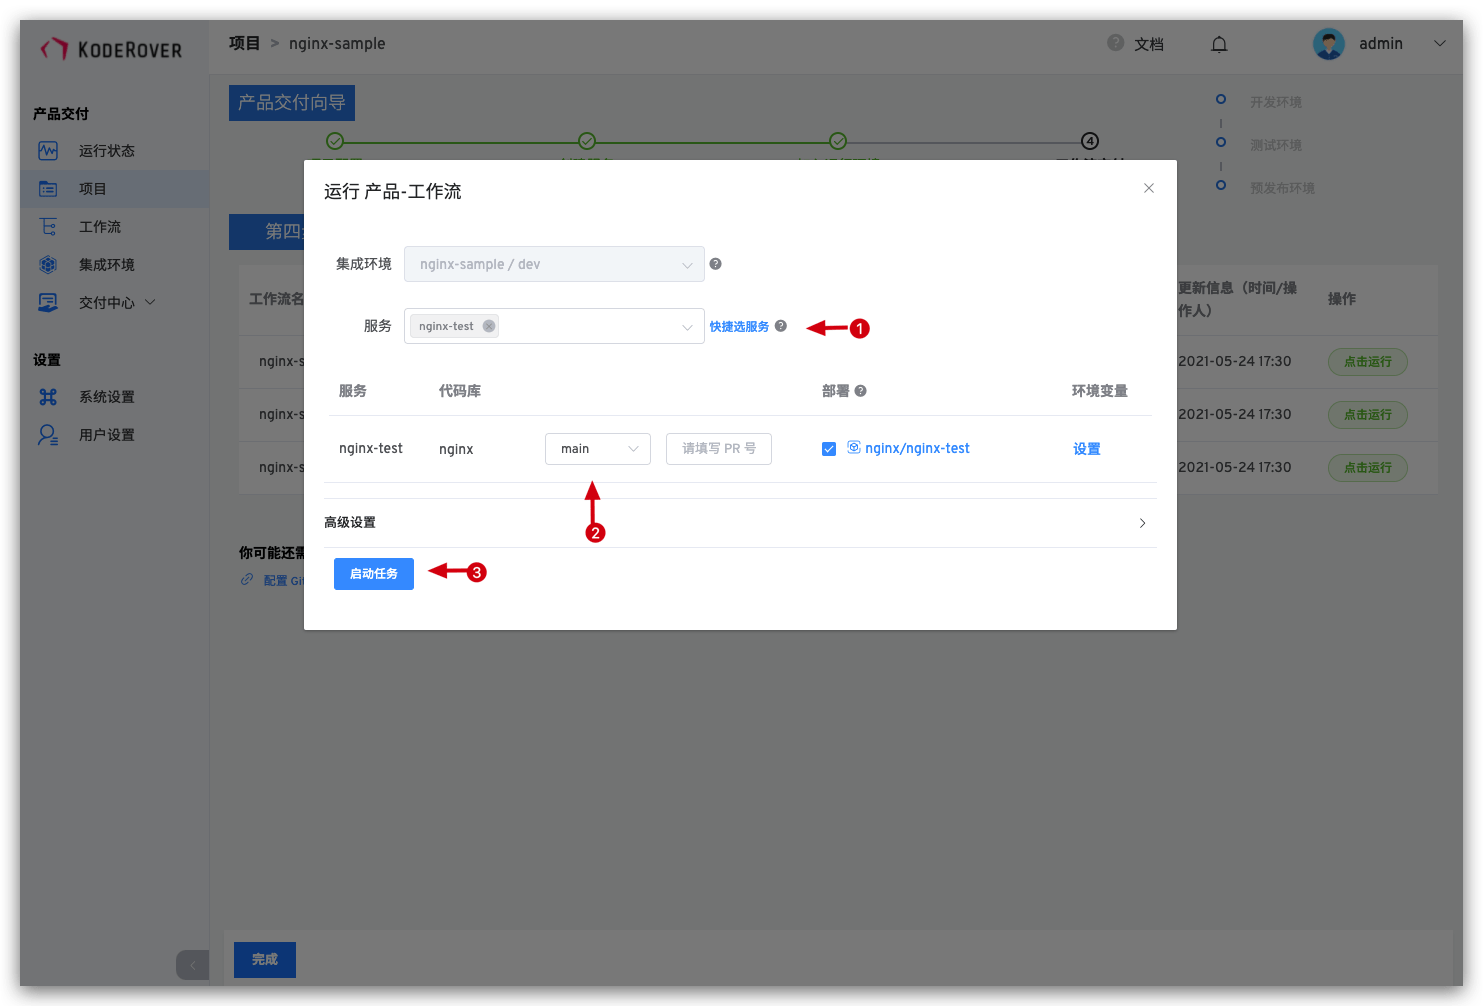 KODEROVER
项目 > nginx-sample
文档
admin
产品交付
运行状态
项目
工作流
集成环境
交付中心
设置
系统设置
用户设置
产品交付向导
4
开发环境
测试环境
预发布环境
第四
工作流名
更新信息（时间/操作人）
操作
nginx-s
2021-05-24 17:30
点击运行
nginx-s
2021-05-24 17:30
点击运行
nginx-s
2021-05-24 17:30
点击运行
你可能还需
配置 Git
运行 产品-工作流
集成环境
nginx-sample / dev
服务
nginx-test
快捷选服务
1
服务 代码库 部署 环境变量
nginx-test nginx main 请填写 PR 号 nginx/nginx-test 设置
2
高级设置
启动任务
3
完成